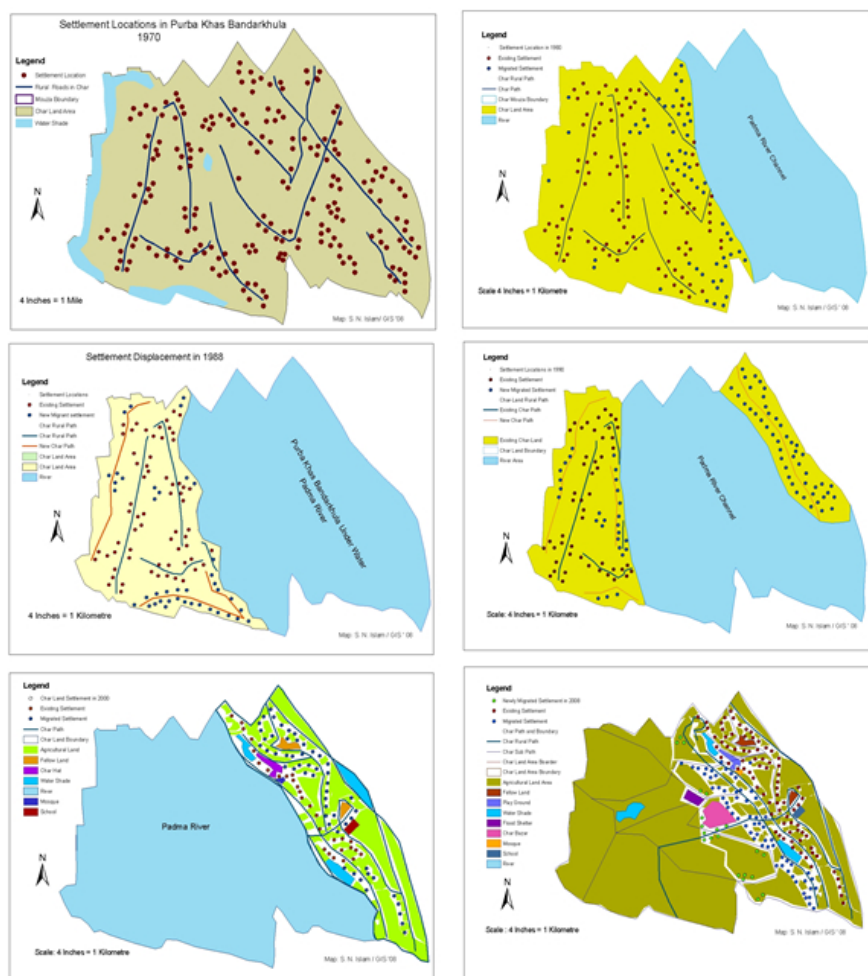 Settlement Locations in Purba Khas Bandarkhula
1970
Legend
Settlement Location
Rural Roads in Char
Mouza Boundary
Char Land Area
Water Shade
N
4 Inches = 1 Mile
Map: S. N. Islam/ GIS'08
Legend
Settlement Location in 1980
Existing Settlement
Migrated Settlement
Char Rural Path
Char Path
Char Mouza Boundary
Char Land Area
River
Padma River Channel
N
Scale 4 Inches = 1 Kilometre
Map: S. N. Islam / GIS '08
Settlement Displacement in 1988
Legend
Settlement Locations
Existing Settlement
New Migrant settlement
Char Rural Path
Char Rural Path
New Char Path
Char Land Area
Char Land Area
River
Purba Khas Bandarkhula Under Water
Padma River
N
4 Inches = 1 Kilometre
Map: S. N. Islam / GIS ' 08
Legend
Settlement Locations in 1990
Existing Settlement
New Migrated Settlement
Char Land Rural Path
Existing Char Path
New Char Path
Existing Char Land
Char Land Boundary
River Area
Padma River Channel
N
Scale: 4 Inches = 1 Kilometre
Map: S. N. Islam / GIS ' 08
Legend
Char Land Settlement in 2000
Existing Settlement
Migrated Settlement
Char Path
Char Land Boundary
Agricultural Land
Fellow Land
Char Hat
Water Shade
River
Mosque
School
Padma River
N
Scale: 4 Inches = 1 Kilometre
Map: S. N. Islam / GIS '08
Legend
Newly Migrated Settlement in 2008
Existing Settlement
Migrated Settlement
Char Path and Boundary
Char Rural Path
Char Sub Path
Char Land Area Boarder
Char Land Area Boundary
Agricultural Land Area
Fellow Land
Play Ground
Water Shade
Flood Shelter
Char Bazar
Mosque
School
River
N
Scale : 4 Inches = 1 Kilometre
Map: S. N. Islam / GIS '08